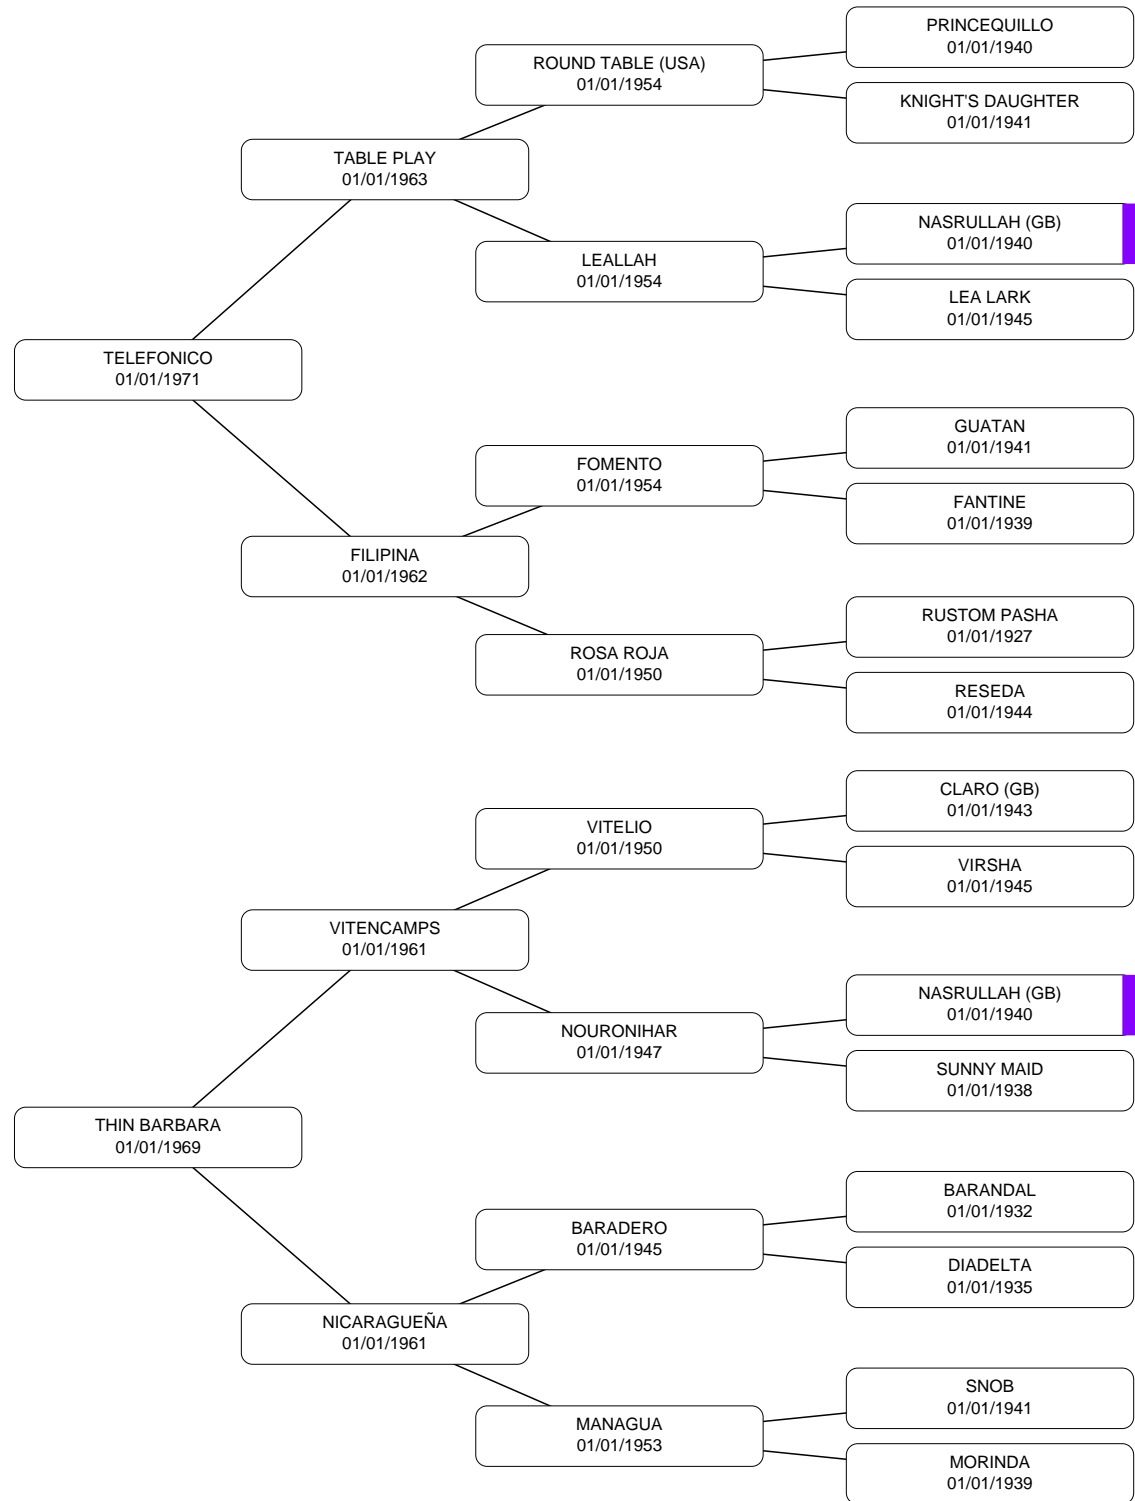 PRINCEQUILLO
01/01/1940
ROUND TABLE (USA)
01/01/1954
KNIGHT'S DAUGHTER
01/01/1941
TABLE PLAY
01/01/1963
NASRULLAH (GB)
01/01/1940
LEALLAH
01/01/1954
LEA LARK
01/01/1945
TELEFONICO
01/01/1971
GUATAN
01/01/1941
FOMENTO
01/01/1954
FANTINE
01/01/1939
FILIPINA
01/01/1962
RUSTOM PASHA
01/01/1927
ROSA ROJA
01/01/1950
RESEDA
01/01/1944
CLARO (GB)
01/01/1943
VITELIO
01/01/1950
VIRSHA
01/01/1945
VITENCAMPS
01/01/1961
NASRULLAH (GB)
01/01/1940
NOURONIHAR
01/01/1947
SUNNY MAID
01/01/1938
THIN BARBARA
01/01/1969
BARANDAL
01/01/1932
BARADERO
01/01/1945
DIADELTA
01/01/1935
NICARAGUEÑA
01/01/1961
SNOB
01/01/1941
MANAGUA
01/01/1953
MORINDA
01/01/1939